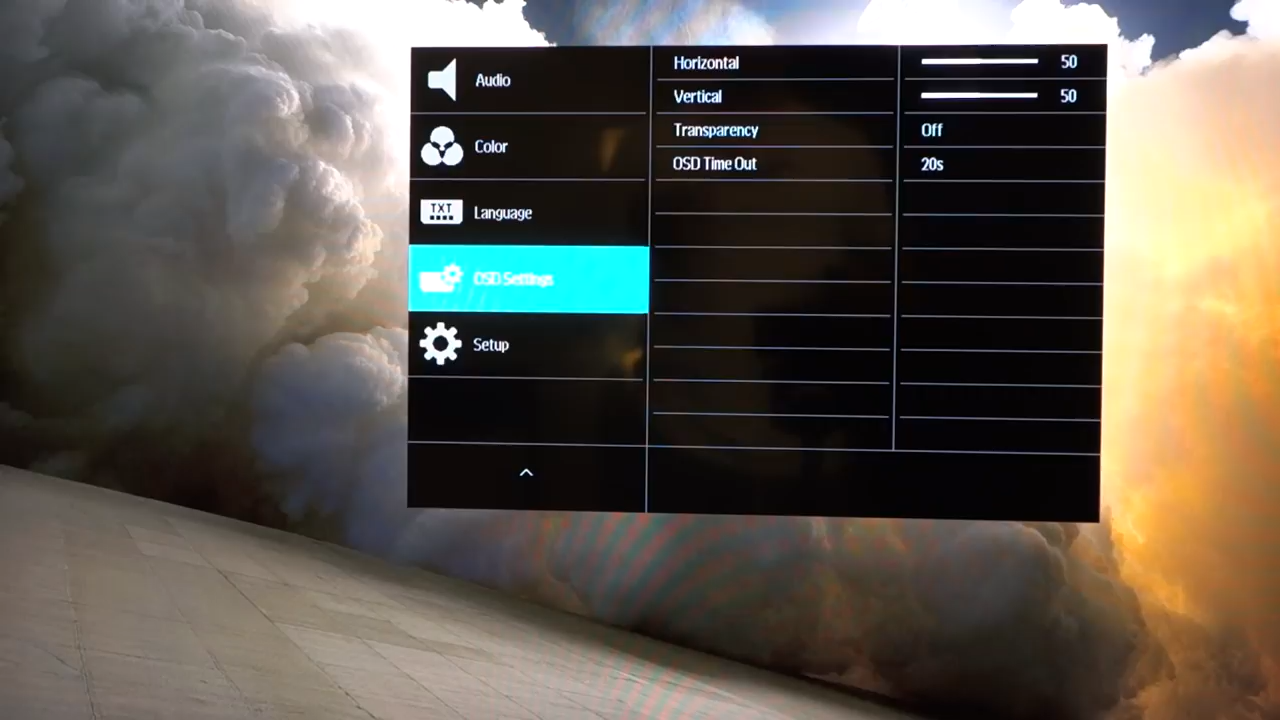 Audio
Color
TXT
Language
OSD Settings
Setup
Horizontal 50
Vertical 50
Transparency Off
OSD Time Out 20s